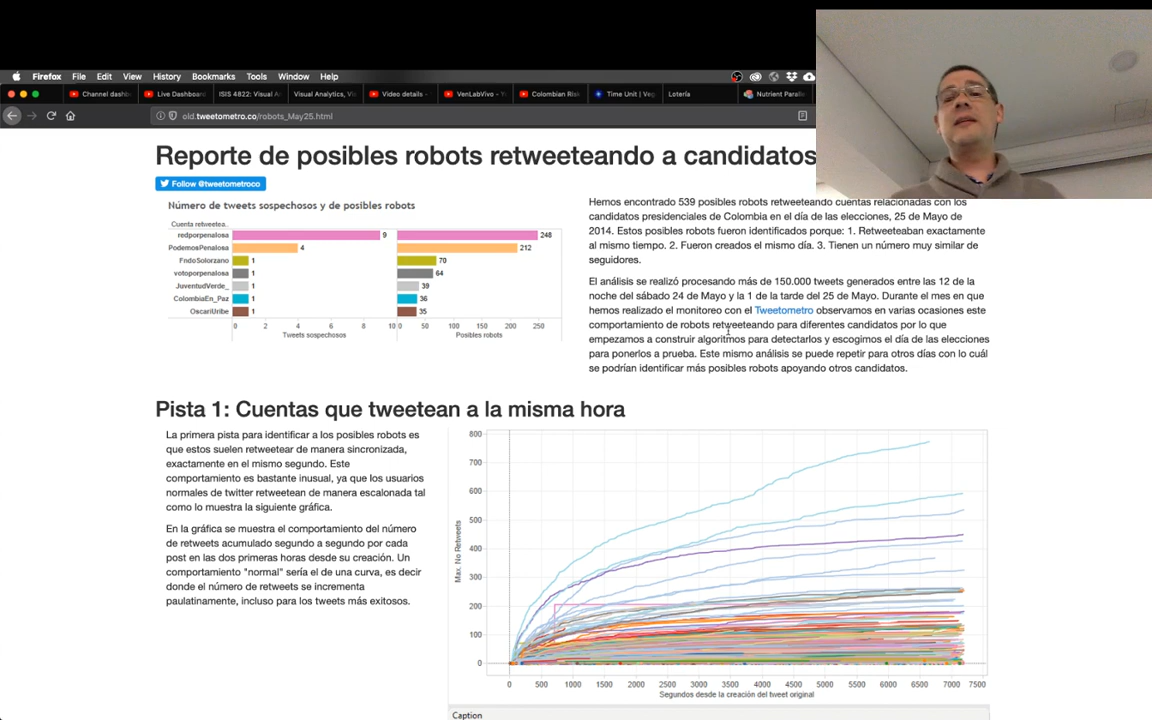 Firefox File Edit View History Bookmarks Tools Window Help
Channel dashb Live Dashboard ISIS 4822: Visual A Visual Analytics, Vi Video details - VenLabVivo - Y Colombian Ris Time Unit | Veg Lotería Nutrient Paralle
old.tweetometro.co/robots_May25.html
Reporte de posibles robots retweeteando a candidatos
Follow @tweetometroco
Número de tweets sospechosos y de posibles robots
Cuenta retweetea..
redporpenalosa 9 248
PodemosPenalosa 4 212
FndoSolorzano 1 70
votoporpenalosa 1 64
JuventudVerde_ 1 39
ColombiaEn_Paz 1 36
OscarUribe 1 35
0 2 4 6 8 10 0 50 100 150 200 250
Tweets sospechosos Posibles robots
Hemos encontrado 539 posibles robots retweeteando cuentas relacionadas con los
candidatos presidenciales de Colombia en el día de las elecciones, 25 de Mayo de
2014. Estos posibles robots fueron identificados porque: 1. Retweeteaban exactamente
al mismo tiempo. 2. Fueron creados el mismo día. 3. Tienen un número muy similar de
seguidores.
El análisis se realizó procesando más de 150.000 tweets generados entre las 12 de la
noche del sábado 24 de Mayo y la 1 de la tarde del 25 de Mayo. Durante el mes en que
hemos realizado el monitoreo con el Tweetometro observamos en varias ocasiones este
comportamiento de robots retweeteando para diferentes candidatos por lo que
empezamos a construir algoritmos para detectarlos y escogimos el día de las elecciones
para ponerlos a prueba. Este mismo análisis se puede repetir para otros días con lo cuál
se podrían identificar más posibles robots apoyando otros candidatos.
Pista 1: Cuentas que tweetean a la misma hora
La primera pista para identificar a los posibles robots es
que estos suelen retweetear de manera sincronizada,
exactamente en el mismo segundo. Este
comportamiento es bastante inusual, ya que los usuarios
normales de twitter retweetean de manera escalonada tal
como lo muestra la siguiente gráfica.
En la gráfica se muestra el comportamiento del número
de retweets acumulado segundo a segundo por cada
post en las dos primeras horas desde su creación. Un
comportamiento "normal" sería el de una curva, es decir
donde el número de retweets se incrementa
paulatinamente, incluso para los tweets más exitosos.
Max. No Retweets
800
700
600
500
400
300
200
100
0
0 500 1000 1500 2000 2500 3000 3500 4000 4500 5000 5500 6000 6500 7000 7500
Segundos desde la creación del tweet original
Caption